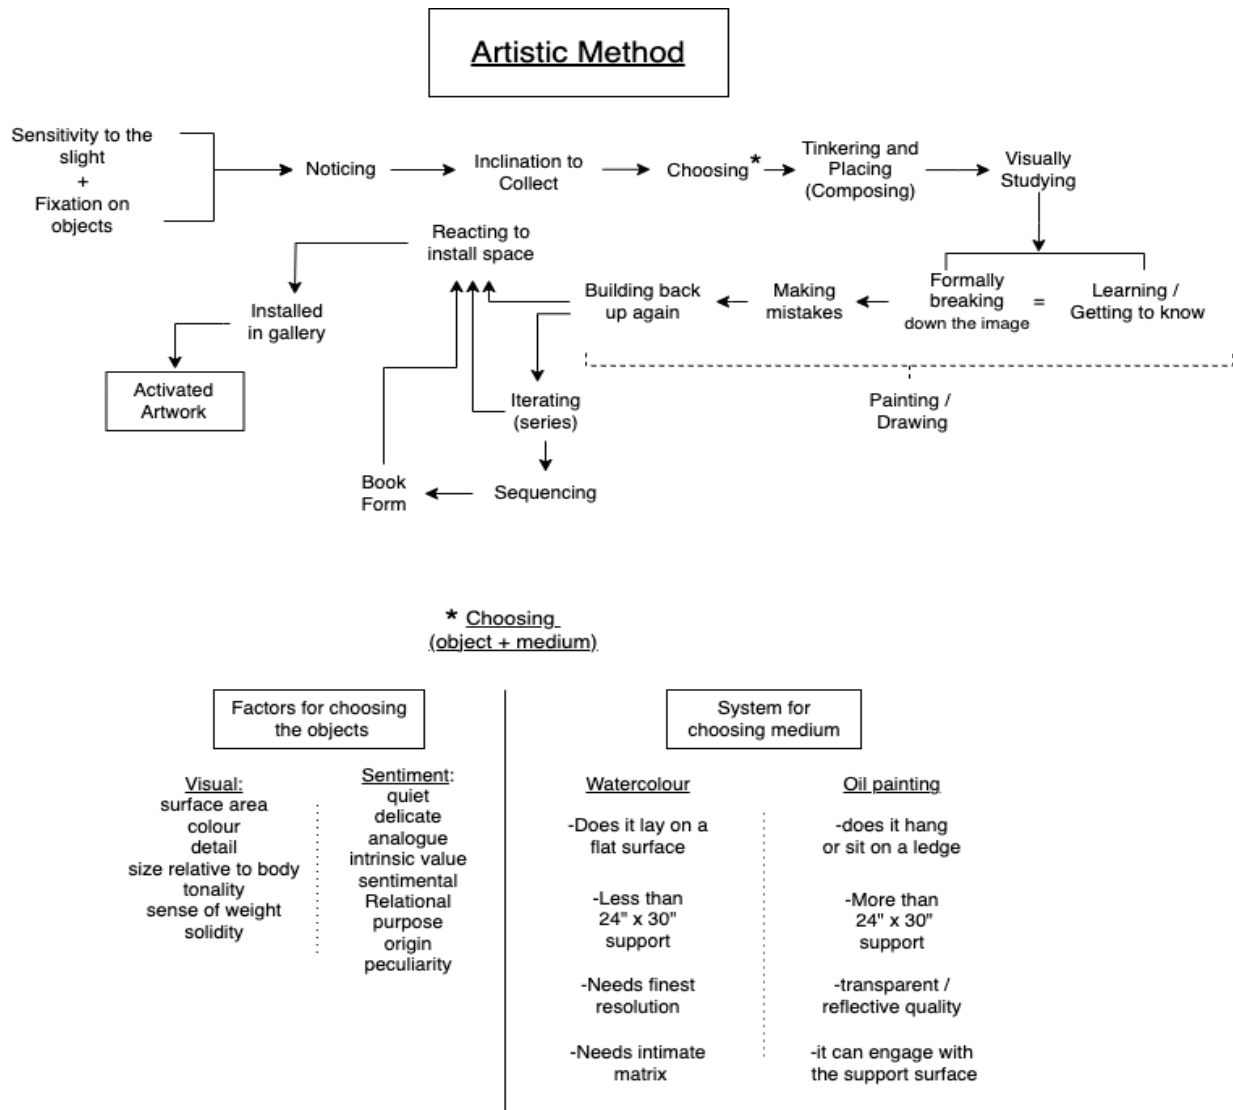 Artistic Method
Sensitivity to the
slight
+
Fixation on
objects
Noticing
Inclination to
Collect
Choosing*
Tinkering and
Placing
(Composing)
Visually
Studying
Formally
breaking
down the image
=
Learning /
Getting to know
Making
mistakes
Building back
up again
Reacting to
install space
Installed
in gallery
Activated
Artwork
Painting /
Drawing
Iterating
(series)
Sequencing
Book
Form
* Choosing
(object + medium)
Factors for choosing
the objects
Visual:
surface area
colour
detail
size relative to body
tonality
sense of weight
solidity
Sentiment:
quiet
delicate
analogue
intrinsic value
sentimental
Relational
purpose
origin
peculiarity
System for
choosing medium
Watercolour
-Does it lay on a
flat surface
-Less than
24" x 30"
support
-Needs finest
resolution
-Needs intimate
matrix
Oil painting
-does it hang
or sit on a ledge
-More than
24" x 30"
support
-transparent /
reflective quality
-it can engage with
the support surface